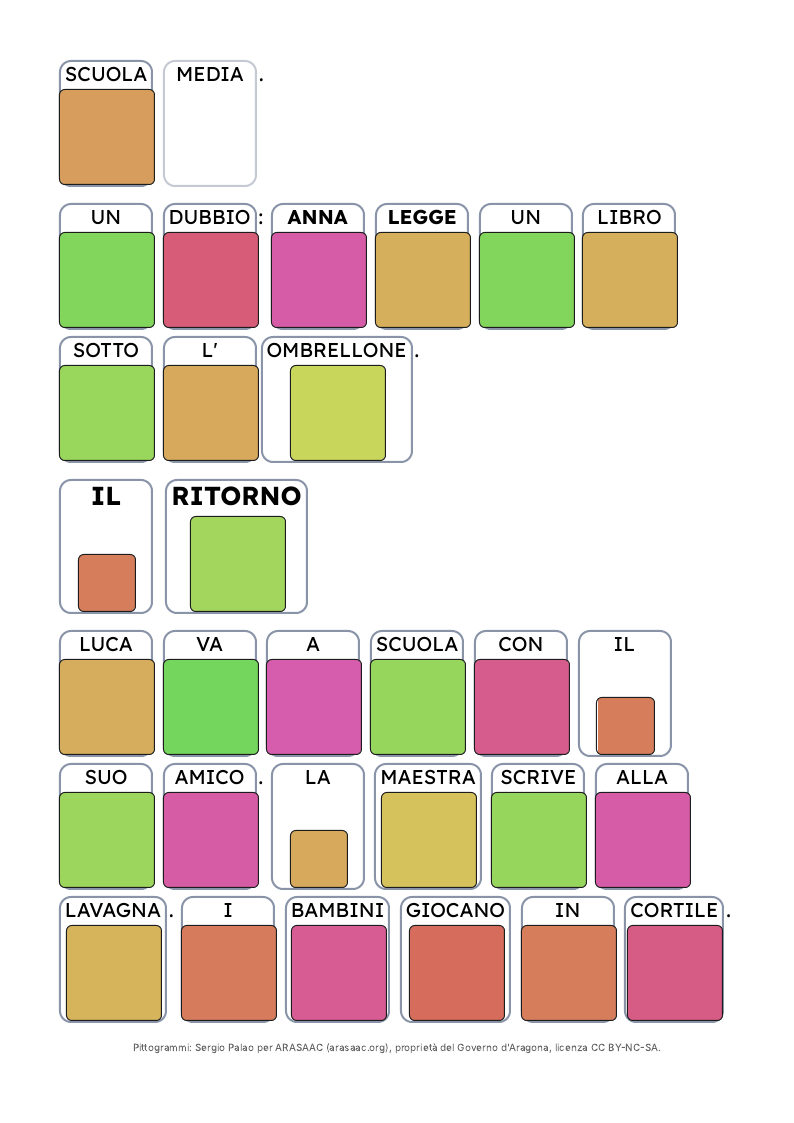 SCUOLA MEDIA.
UN DUBBIO: ANNA LEGGE UN LIBRO
SOTTO L' OMBRELLONE.
IL RITORNO
LUCA VA A SCUOLA CON IL
SUO AMICO. LA MAESTRA SCRIVE ALLA
LAVAGNA. I BAMBINI GIOCANO IN CORTILE.
Pittogrammi: Sergio Palao per ARASAAC (arasaac.org), proprietà del Governo d'Aragona, licenza CC BY-NC-SA.